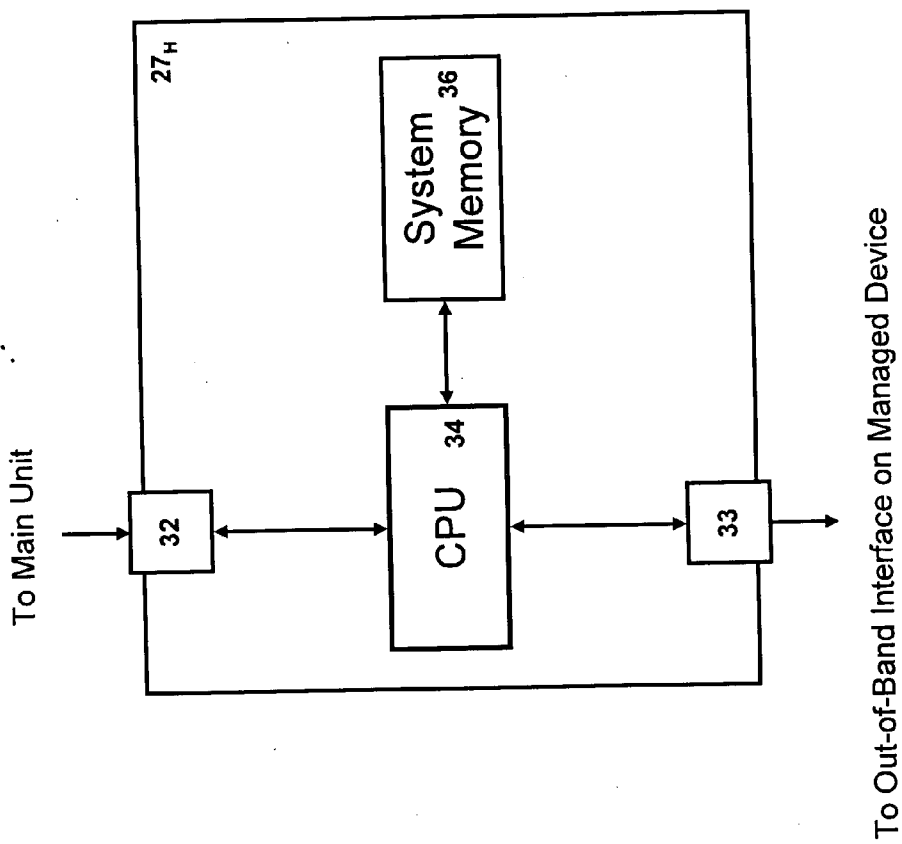 To Main Unit
32
27H
CPU
34
System
Memory
36
33
To Out-of-Band Interface on Managed Device